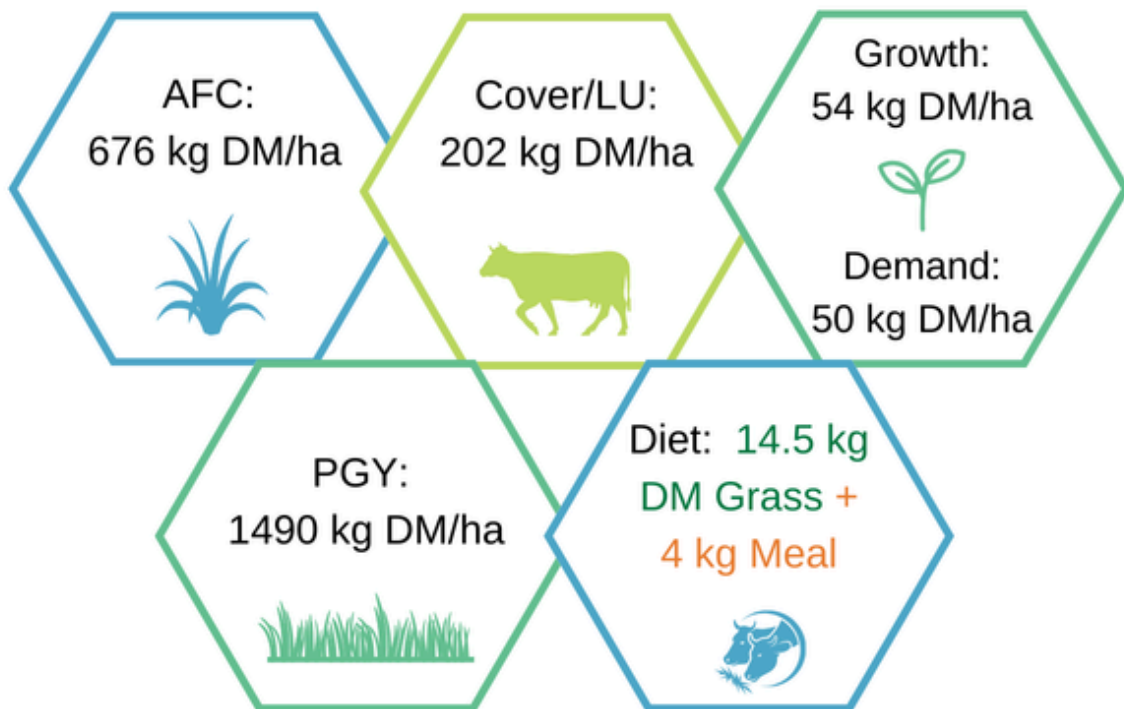 AFC:
676 kg DM/ha
Cover/LU:
202 kg DM/ha
Growth:
54 kg DM/ha
Demand:
50 kg DM/ha
PGY:
1490 kg DM/ha
Diet: 14.5 kg
DM Grass +
4 kg Meal